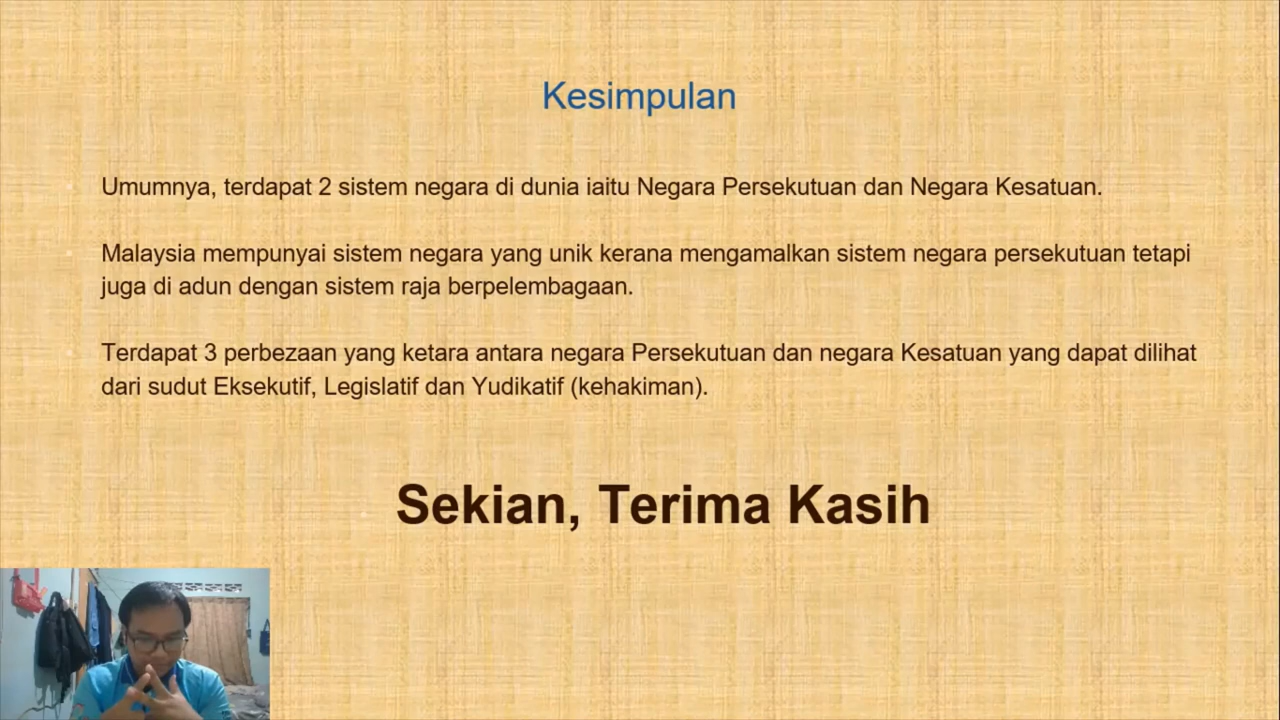 Kesimpulan
Umumnya, terdapat 2 sistem negara di dunia iaitu Negara Persekutuan dan Negara Kesatuan.
Malaysia mempunyai sistem negara yang unik kerana mengamalkan sistem negara persekutuan tetapi
juga di adun dengan sistem raja berpelembagaan.
Terdapat 3 perbezaan yang ketara antara negara Persekutuan dan negara Kesatuan yang dapat dilihat
dari sudut Eksekutif, Legislatif dan Yudikatif (kehakiman).
Sekian, Terima Kasih